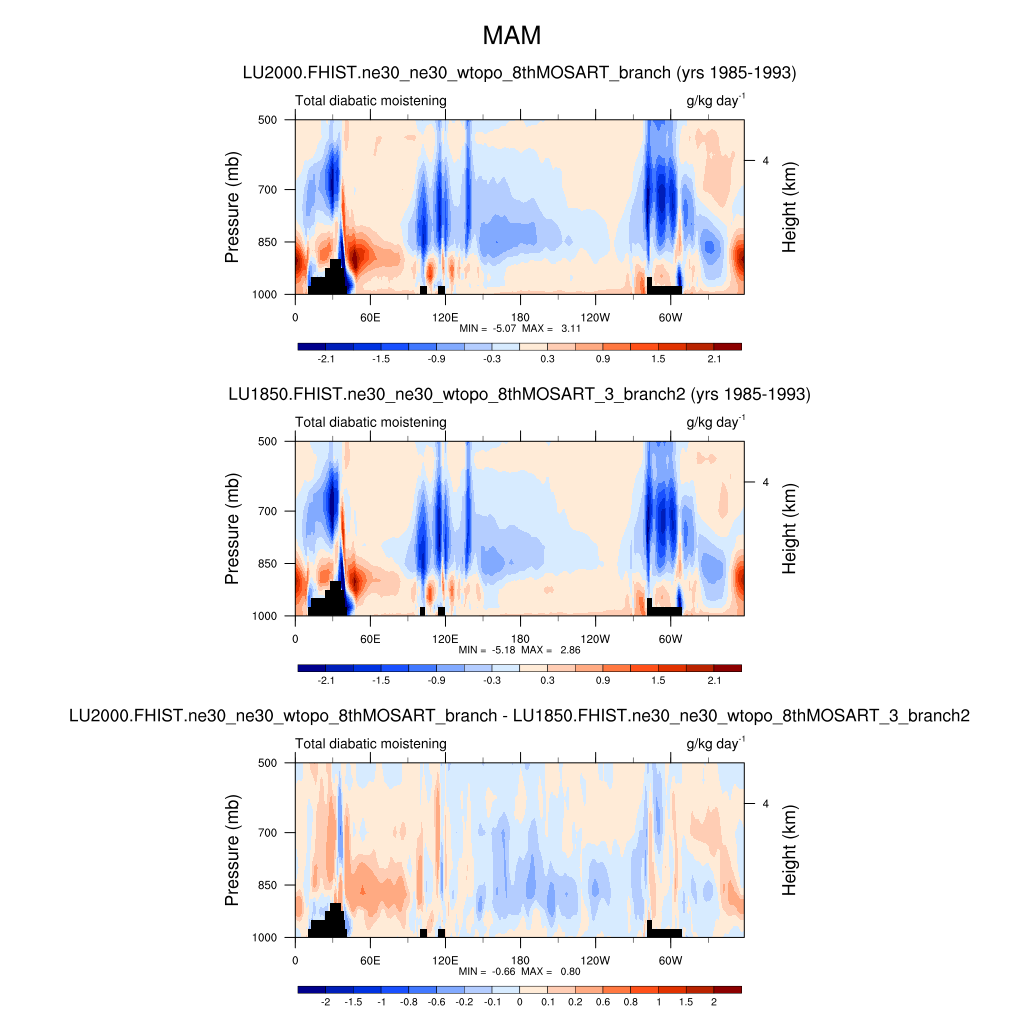 MAM
LU2000.FHIST.ne30_ne30_wtopo_8thMOSART_branch (yrs 1985-1993)
Total diabatic moistening g/kg day-1
500
700
850
1000
Pressure (mb)
4
Height (km)
0 60E 120E 180 120W 60W
MIN = -5.07 MAX = 3.11
-2.1 -1.5 -0.9 -0.3 0.3 0.9 1.5 2.1
LU1850.FHIST.ne30_ne30_wtopo_8thMOSART_3_branch2 (yrs 1985-1993)
Total diabatic moistening g/kg day-1
500
700
850
1000
Pressure (mb)
4
Height (km)
0 60E 120E 180 120W 60W
MIN = -5.18 MAX = 2.86
-2.1 -1.5 -0.9 -0.3 0.3 0.9 1.5 2.1
LU2000.FHIST.ne30_ne30_wtopo_8thMOSART_branch - LU1850.FHIST.ne30_ne30_wtopo_8thMOSART_3_branch2
Total diabatic moistening g/kg day-1
500
700
850
1000
Pressure (mb)
4
Height (km)
0 60E 120E 180 120W 60W
MIN = -0.66 MAX = 0.80
-2 -1.5 -1 -0.8 -0.6 -0.2 -0.1 0 0.1 0.2 0.6 0.8 1 1.5 2